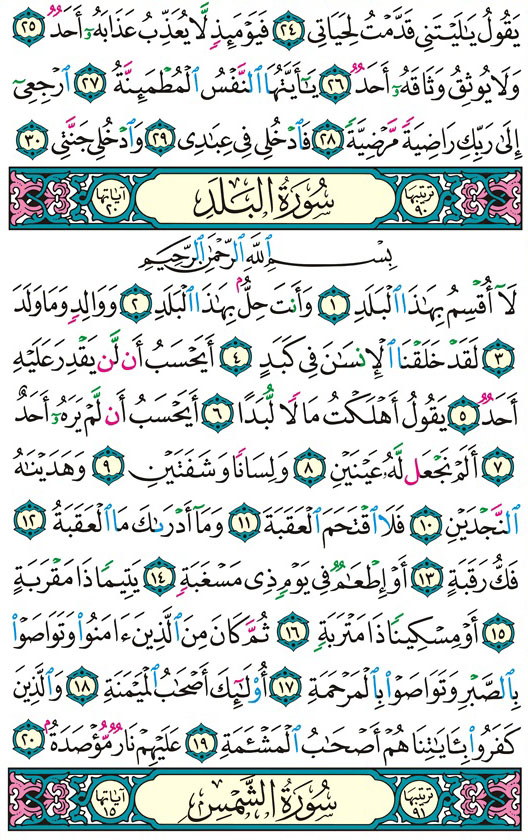 يَقُولُ يَٰلَيْتَنِى قَدَّمْتُ لِحَيَاتِى ٢٤ فَيَوْمَئِذٍ لَّا يُعَذِّبُ عَذَابَهُۥٓ أَحَدٌ ٢٥
وَلَا يُوثِقُ وَثَاقَهُۥٓ أَحَدٌ ٢٦ يَٰٓأَيَّتُهَا ٱلنَّفْسُ ٱلْمُطْمَئِنَّةُ ٢٧ ٱرْجِعِىٓ
إِلَىٰ رَبِّكِ رَاضِيَةً مَّرْضِيَّةً ٢٨ فَٱدْخُلِى فِى عِبَٰدِى ٢٩ وَٱدْخُلِى جَنَّتِى ٣٠
ترتيبها ٩٠ سُورَةُ البَلَدِ آياتها ٢٠
بِسْمِ ٱللَّهِ ٱلرَّحْمَٰنِ ٱلرَّحِيمِ
لَآ أُقْسِمُ بِهَٰذَا ٱلْبَلَدِ ١ وَأَنتَ حِلٌّۢ بِهَٰذَا ٱلْبَلَدِ ٢ وَوَالِدٍ وَمَا وَلَدَ
٣ لَقَدْ خَلَقْنَا ٱلْإِنسَٰنَ فِى كَبَدٍ ٤ أَيَحْسَبُ أَن لَّن يَقْدِرَ عَلَيْهِ
أَحَدٌ ٥ يَقُولُ أَهْلَكْتُ مَالًا لُّبَدًا ٦ أَيَحْسَبُ أَن لَّمْ يَرَهُۥٓ أَحَدٌ
٧ أَلَمْ نَجْعَل لَّهُۥ عَيْنَيْنِ ٨ وَلِسَانًا وَشَفَتَيْنِ ٩ وَهَدَيْنَٰهُ
ٱلنَّجْدَيْنِ ١٠ فَلَا ٱقْتَحَمَ ٱلْعَقَبَةَ ١١ وَمَآ أَدْرَىٰكَ مَا ٱلْعَقَبَةُ ١٢
فَكُّ رَقَبَةٍ ١٣ أَوْ إِطْعَٰمٌ فِى يَوْمٍ ذِى مَسْغَبَةٍ ١٤ يَتِيمًا ذَا مَقْرَبَةٍ
١٥ أَوْ مِسْكِينًا ذَا مَتْرَبَةٍ ١٦ ثُمَّ كَانَ مِنَ ٱلَّذِينَ ءَامَنُوا۟ وَتَوَاصَوْا۟
بِٱلصَّبْرِ وَتَوَاصَوْا۟ بِٱلْمَرْحَمَةِ ١٧ أُو۟لَٰٓئِكَ أَصْحَٰبُ ٱلْمَيْمَنَةِ ١٨ وَٱلَّذِينَ
كَفَرُوا۟ بِـَٔايَٰتِنَا هُمْ أَصْحَٰبُ ٱلْمَشْـَٔمَةِ ١٩ عَلَيْهِمْ نَارٌ مُّؤْصَدَةٌۢ ٢٠
ترتيبها ٩١ سُورَةُ الشَّمْسِ آياتها ١٥